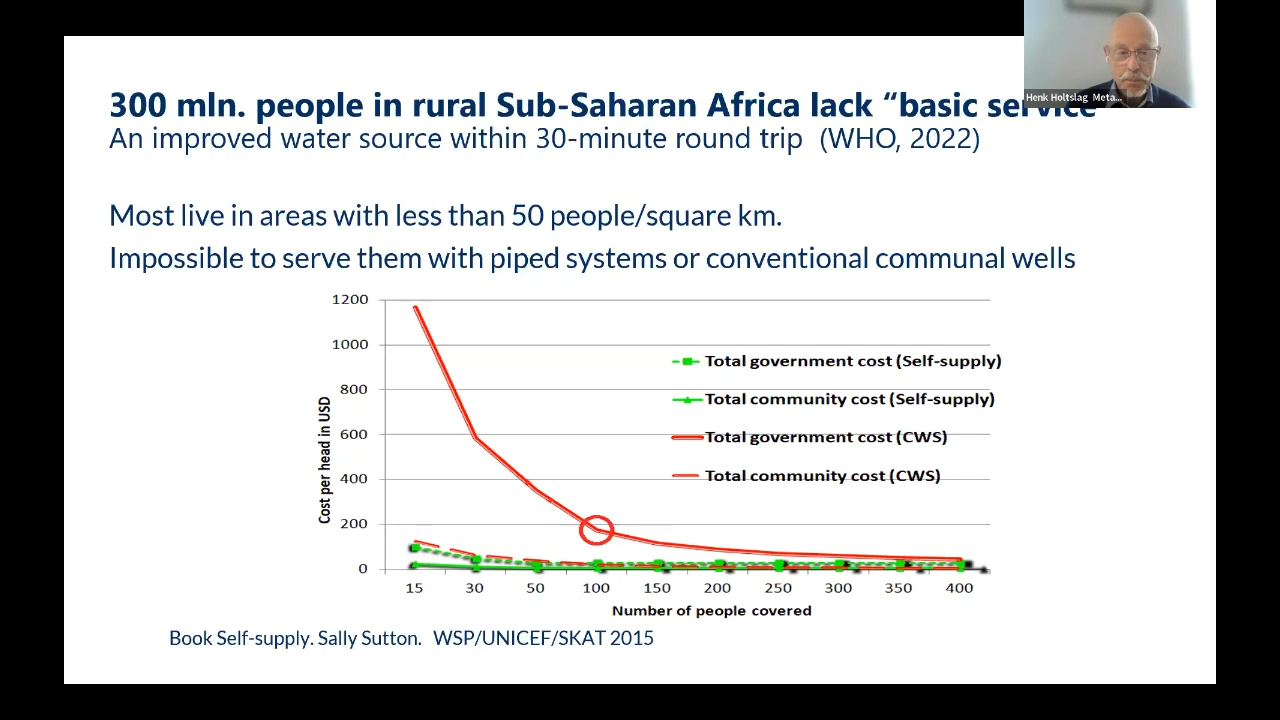 300 mln. people in rural Sub-Saharan Africa lack “basic service
Henk Holtslag Meta...
An improved water source within 30-minute round trip (WHO, 2022)
Most live in areas with less than 50 people/square km.
Impossible to serve them with piped systems or conventional communal wells
1200
1000
800
600
400
200
0
Cost per head in USD
Total government cost (Self-supply)
Total community cost (Self-supply)
Total government cost (CWS)
Total community cost (CWS)
15 30 50 100 150 200 250 300 350 400
Number of people covered
Book Self-supply. Sally Sutton. WSP/UNICEF/SKAT 2015